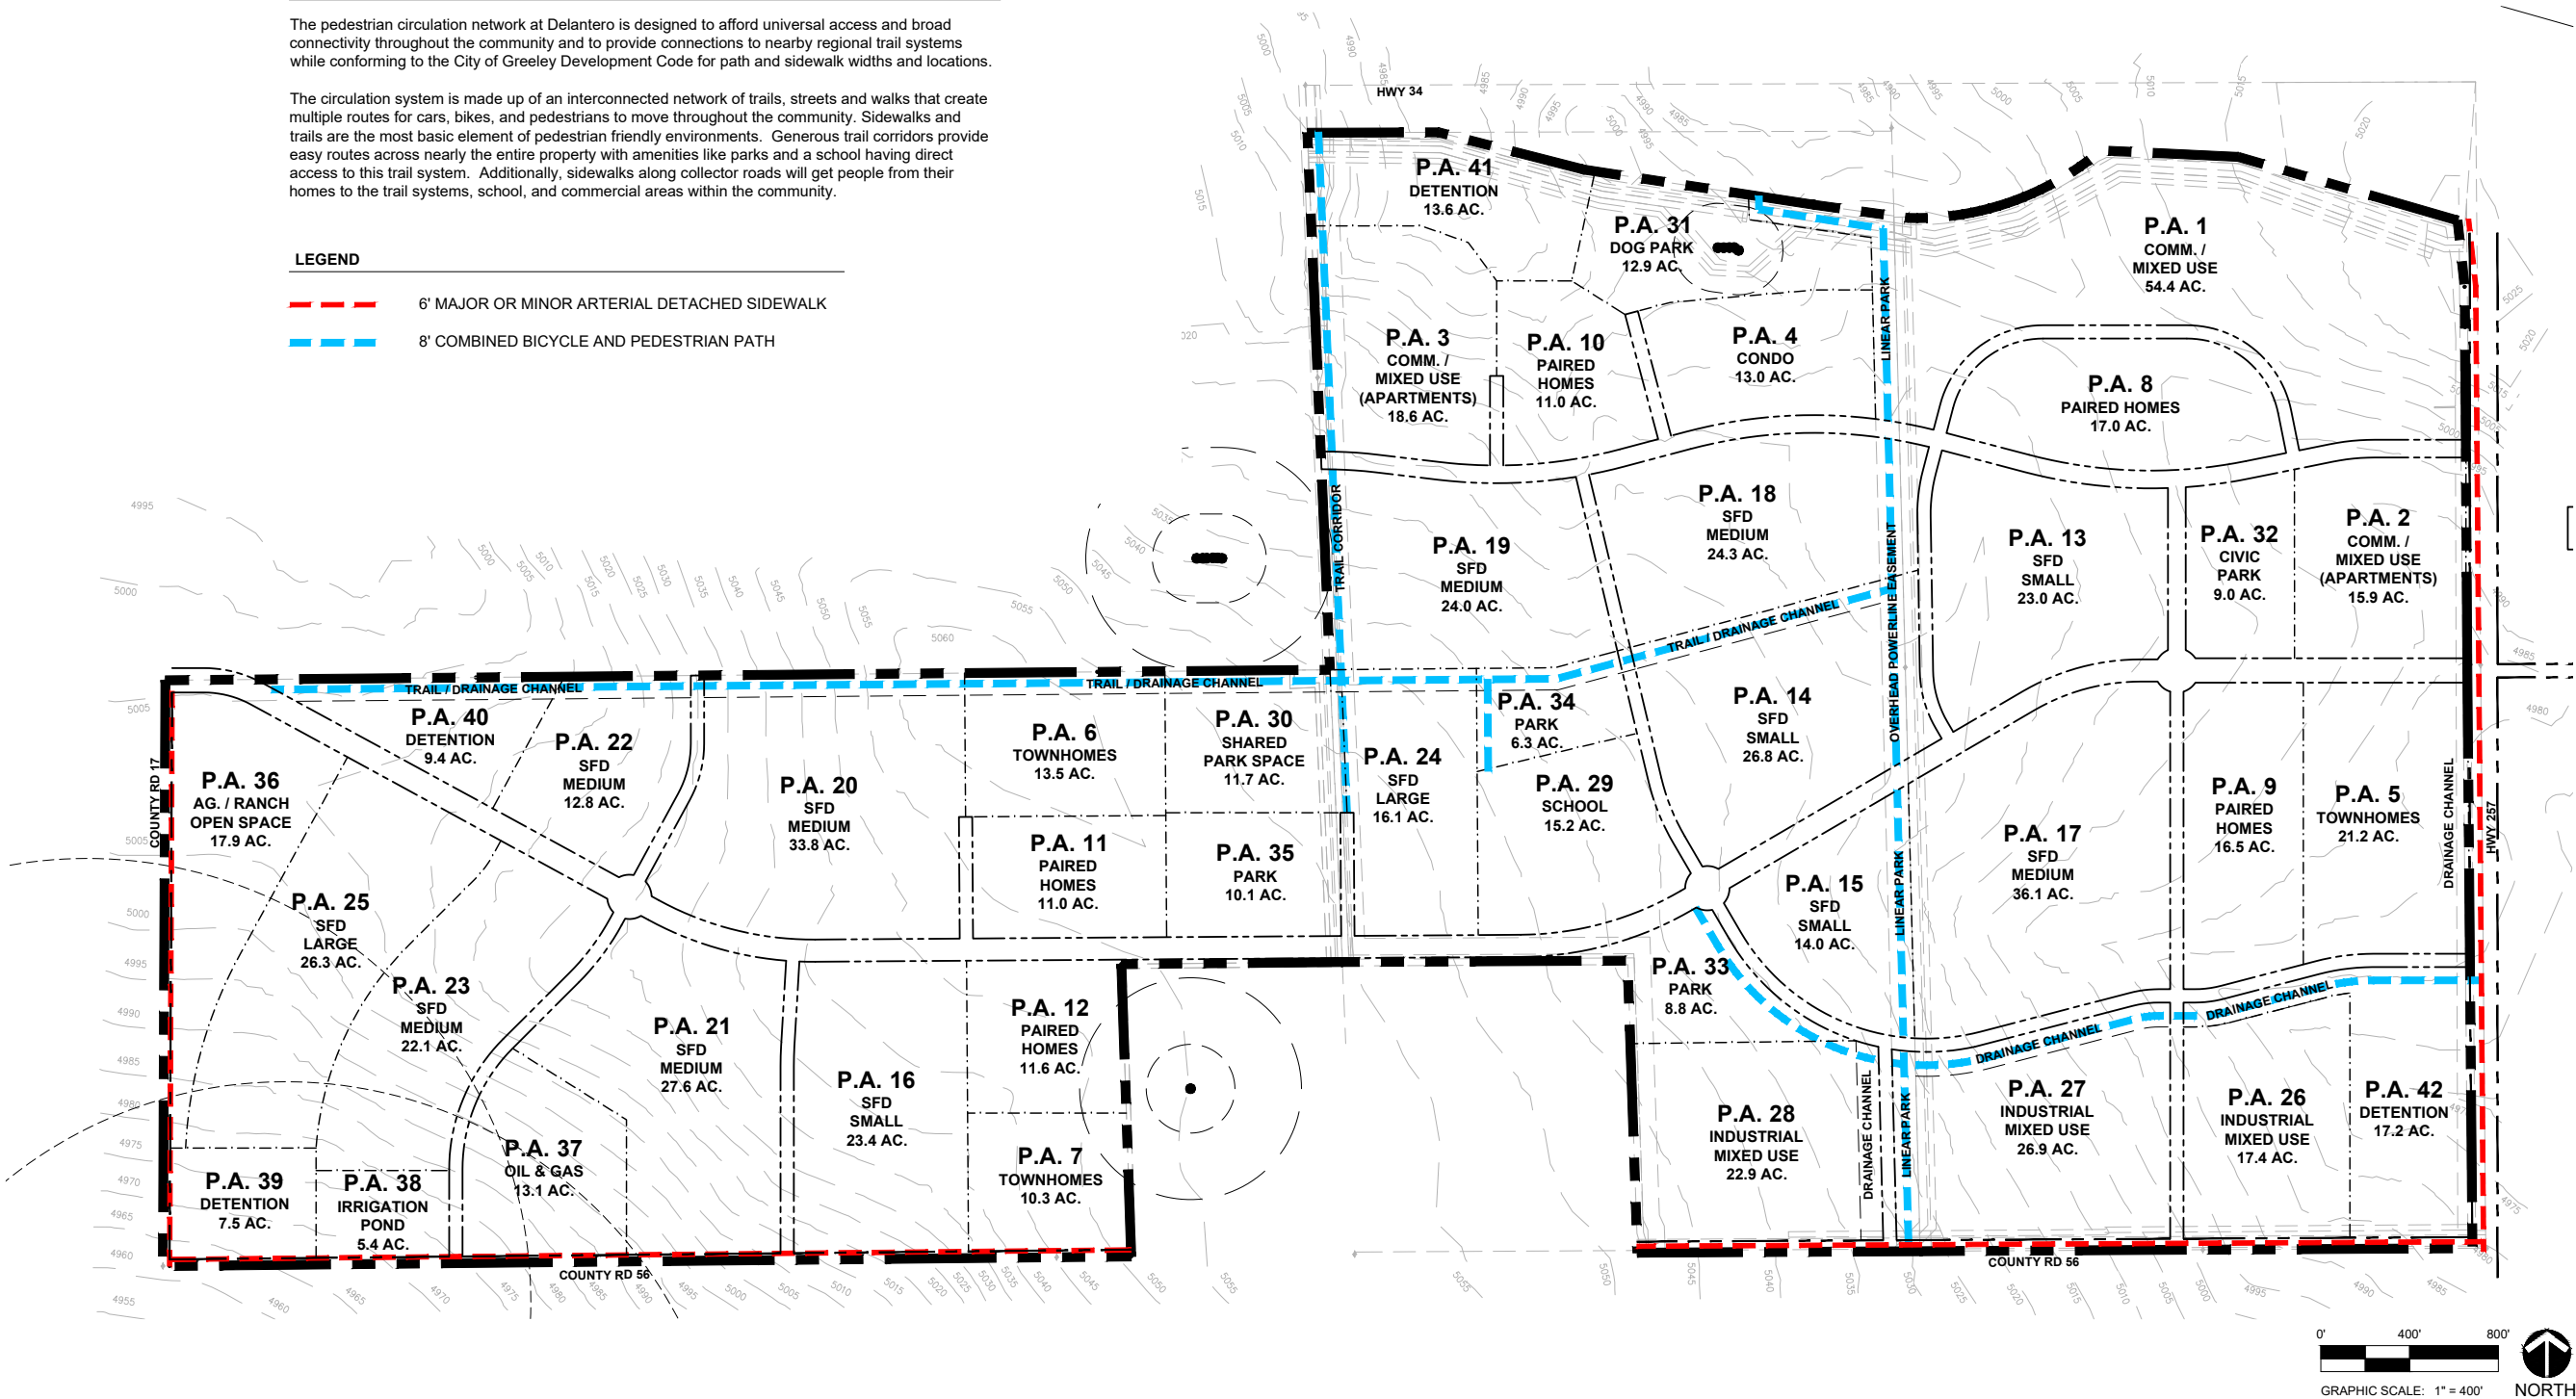 The pedestrian circulation network at Delantero is designed to afford universal access and broad
connectivity throughout the community and to provide connections to nearby regional trail systems
while conforming to the City of Greeley Development Code for path and sidewalk widths and locations.
The circulation system is made up of an interconnected network of trails, streets and walks that create
multiple routes for cars, bikes, and pedestrians to move throughout the community. Sidewalks and
trails are the most basic element of pedestrian friendly environments. Generous trail corridors provide
easy routes across nearly the entire property with amenities like parks and a school having direct
access to this trail system. Additionally, sidewalks along collector roads will get people from their
homes to the trail systems, school, and commercial areas within the community.
LEGEND
6' MAJOR OR MINOR ARTERIAL DETACHED SIDEWALK
8' COMBINED BICYCLE AND PEDESTRIAN PATH
HWY 34
P.A. 41
DETENTION
13.6 AC.
P.A. 31
DOG PARK
12.9 AC.
P.A. 1
COMM. /
MIXED USE
54.4 AC.
P.A. 3
COMM. /
MIXED USE
(APARTMENTS)
18.6 AC.
P.A. 10
PAIRED
HOMES
11.0 AC.
P.A. 4
CONDO
13.0 AC.
LINEAR PARK
P.A. 8
PAIRED HOMES
17.0 AC.
TRAIL CORRIDOR
P.A. 19
SFD
MEDIUM
24.0 AC.
P.A. 18
SFD
MEDIUM
24.3 AC.
OVERHEAD POWERLINE EASEMENT
P.A. 13
SFD
SMALL
23.0 AC.
P.A. 32
CIVIC
PARK
9.0 AC.
P.A. 2
COMM. /
MIXED USE
(APARTMENTS)
15.9 AC.
TRAIL / DRAINAGE CHANNEL
TRAIL / DRAINAGE CHANNEL
TRAIL / DRAINAGE CHANNEL
COUNTY RD 17
P.A. 36
AG. / RANCH
OPEN SPACE
17.9 AC.
P.A. 40
DETENTION
9.4 AC.
P.A. 22
SFD
MEDIUM
12.8 AC.
P.A. 20
SFD
MEDIUM
33.8 AC.
P.A. 6
TOWNHOMES
13.5 AC.
P.A. 30
SHARED
PARK SPACE
11.7 AC.
P.A. 24
SFD
LARGE
16.1 AC.
P.A. 34
PARK
6.3 AC.
P.A. 29
SCHOOL
15.2 AC.
P.A. 14
SFD
SMALL
26.8 AC.
P.A. 17
SFD
MEDIUM
36.1 AC.
P.A. 9
PAIRED
HOMES
16.5 AC.
P.A. 5
TOWNHOMES
21.2 AC.
DRAINAGE CHANNEL
HWY 257
P.A. 25
SFD
LARGE
26.3 AC.
P.A. 11
PAIRED
HOMES
11.0 AC.
P.A. 35
PARK
10.1 AC.
P.A. 15
SFD
SMALL
14.0 AC.
LINEAR PARK
P.A. 33
PARK
8.8 AC.
P.A. 23
SFD
MEDIUM
22.1 AC.
P.A. 21
SFD
MEDIUM
27.6 AC.
P.A. 12
PAIRED
HOMES
11.6 AC.
P.A. 16
SFD
SMALL
23.4 AC.
DRAINAGE CHANNEL
DRAINAGE CHANNEL
P.A. 39
DETENTION
7.5 AC.
P.A. 38
IRRIGATION
POND
5.4 AC.
P.A. 37
OIL & GAS
13.1 AC.
P.A. 7
TOWNHOMES
10.3 AC.
P.A. 28
INDUSTRIAL
MIXED USE
22.9 AC.
DRAINAGE CHANNEL
LINEAR PARK
P.A. 27
INDUSTRIAL
MIXED USE
26.9 AC.
P.A. 26
INDUSTRIAL
MIXED USE
17.4 AC.
P.A. 42
DETENTION
17.2 AC.
COUNTY RD 56
COUNTY RD 56
0' 400' 800'
GRAPHIC SCALE: 1" = 400'
NORTH